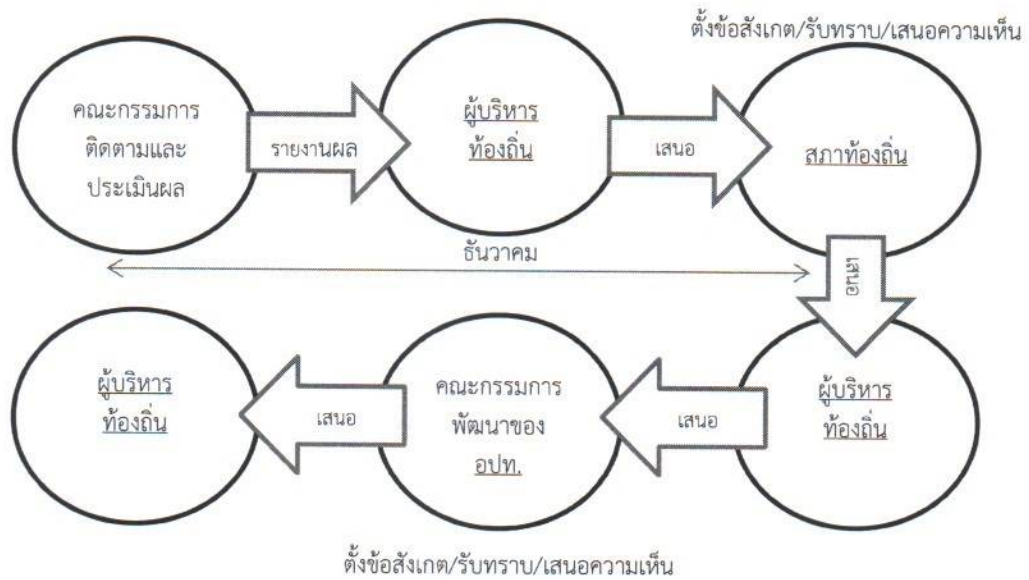 ตั้งข้อสังเกต/รับทราบ/เสนอความเห็น
คณะกรรมการ
ติดตามและ
ประเมินผล
รายงานผล
ผู้บริหาร
ท้องถิ่น
เสนอ
สภาท้องถิ่น
ธันวาคม
เสนอ
ผู้บริหาร
ท้องถิ่น
เสนอ
คณะกรรมการ
พัฒนาของ
อปท.
เสนอ
ผู้บริหาร
ท้องถิ่น
ตั้งข้อสังเกต/รับทราบ/เสนอความเห็น